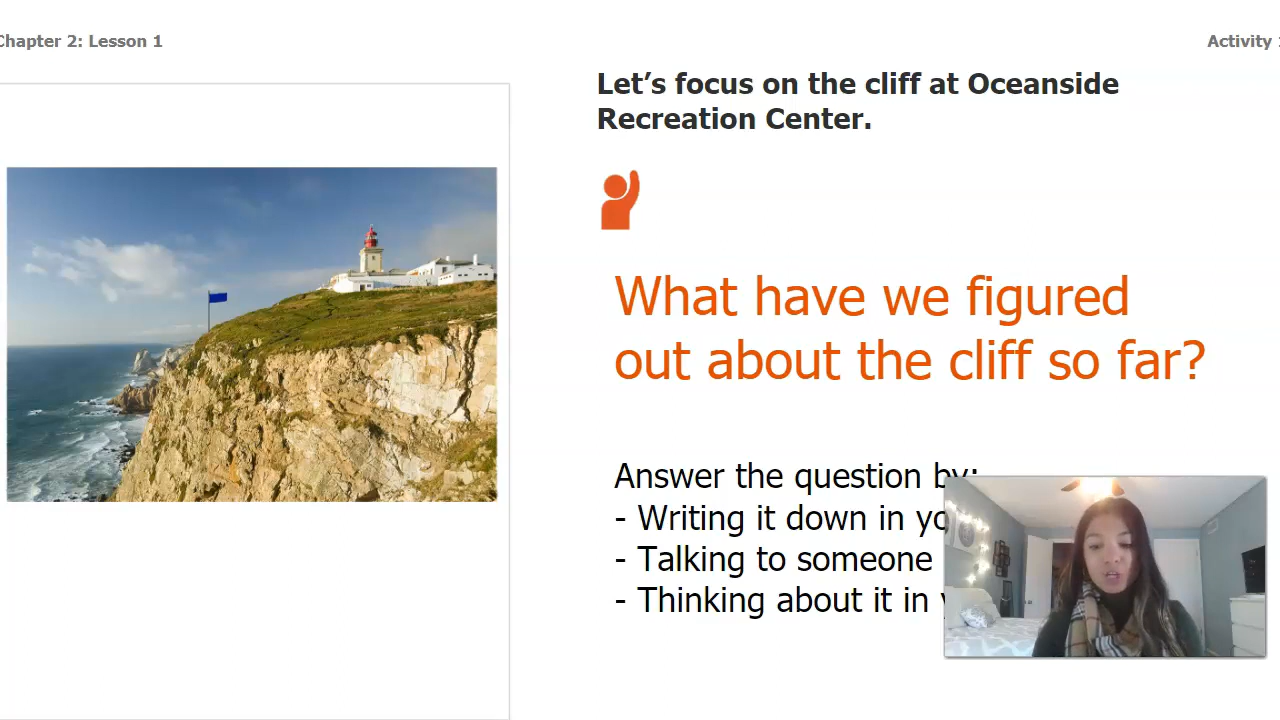 Chapter 2: Lesson 1
Activity
Let’s focus on the cliff at Oceanside
Recreation Center.
What have we figured
out about the cliff so far?
Answer the question by:
- Writing it down in
- Talking to someone
- Thinking about it in